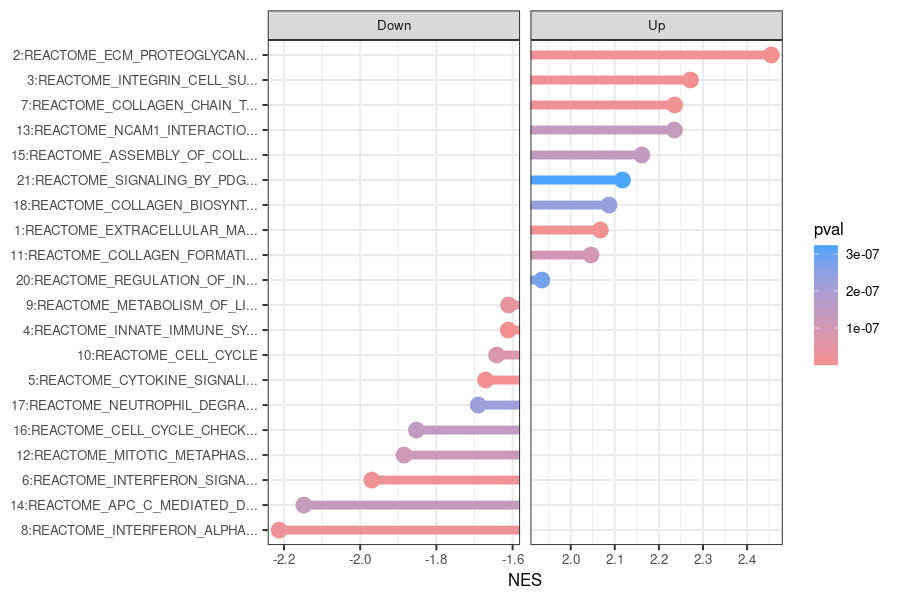 Down Up
2:REACTOME_ECM_PROTEOGLYCAN...
3:REACTOME_INTEGRIN_CELL_SU...
7:REACTOME_COLLAGEN_CHAIN_T...
13:REACTOME_NCAM1_INTERACTIO...
15:REACTOME_ASSEMBLY_OF_COLL...
21:REACTOME_SIGNALING_BY_PDG...
18:REACTOME_COLLAGEN_BIOSYNT...
1:REACTOME_EXTRACELLULAR_MA...
11:REACTOME_COLLAGEN_FORMATI...
20:REACTOME_REGULATION_OF_IN...
9:REACTOME_METABOLISM_OF_LI...
4:REACTOME_INNATE_IMMUNE_SY...
10:REACTOME_CELL_CYCLE
5:REACTOME_CYTOKINE_SIGNALI...
17:REACTOME_NEUTROPHIL_DEGRA...
16:REACTOME_CELL_CYCLE_CHECK...
12:REACTOME_MITOTIC_METAPHAS...
6:REACTOME_INTERFERON_SIGNA...
14:REACTOME_APC_C_MEDIATED_D...
8:REACTOME_INTERFERON_ALPHA...
-2.2 -2.0 -1.8 -1.6 2.0 2.1 2.2 2.3 2.4
NES
pval
3e-07
2e-07
1e-07